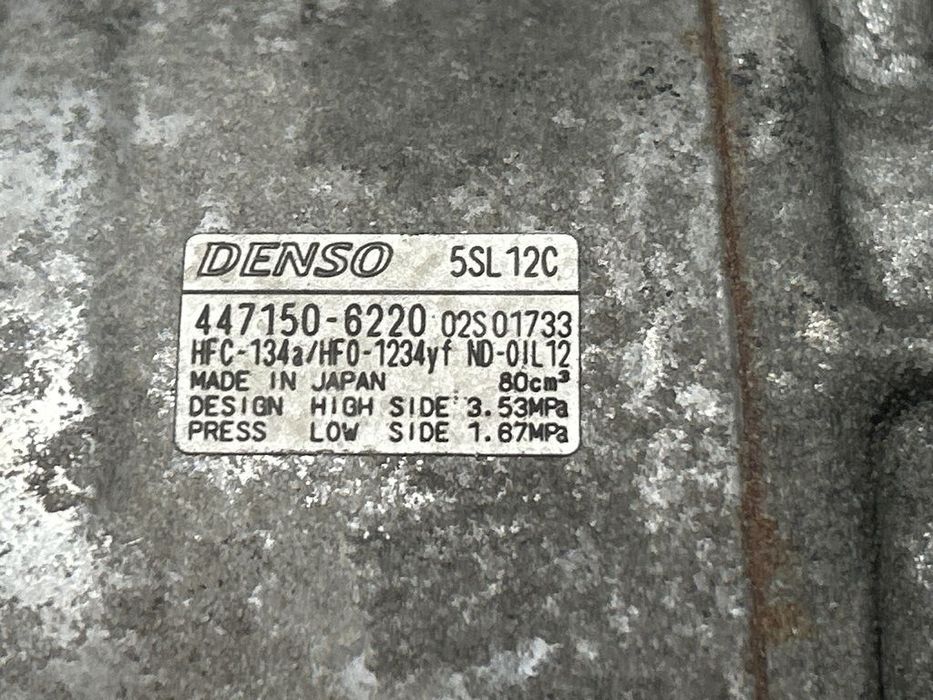 DENSO 5SL12C
447150-6220 02S01733
HFC-134a/HFO-1234yf ND-OIL12
MADE IN JAPAN 80cm³
DESIGN HIGH SIDE 3.53MPa
PRESS LOW SIDE 1.67MPa